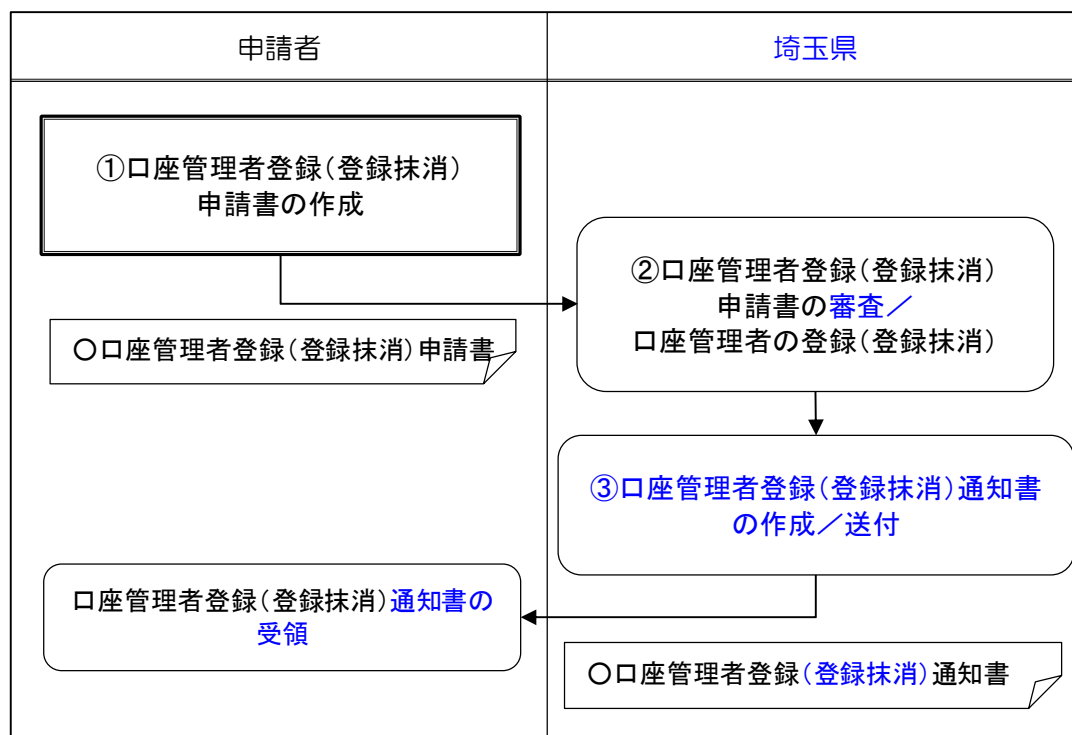 申請者
埼玉県
①口座管理者登録(登録抹消)
申請書の作成
②口座管理者登録(登録抹消)
申請書の審査／
口座管理者の登録(登録抹消)
○口座管理者登録(登録抹消)申請書
③口座管理者登録(登録抹消)通知書
の作成／送付
口座管理者登録(登録抹消)通知書の
受領
○口座管理者登録(登録抹消)通知書